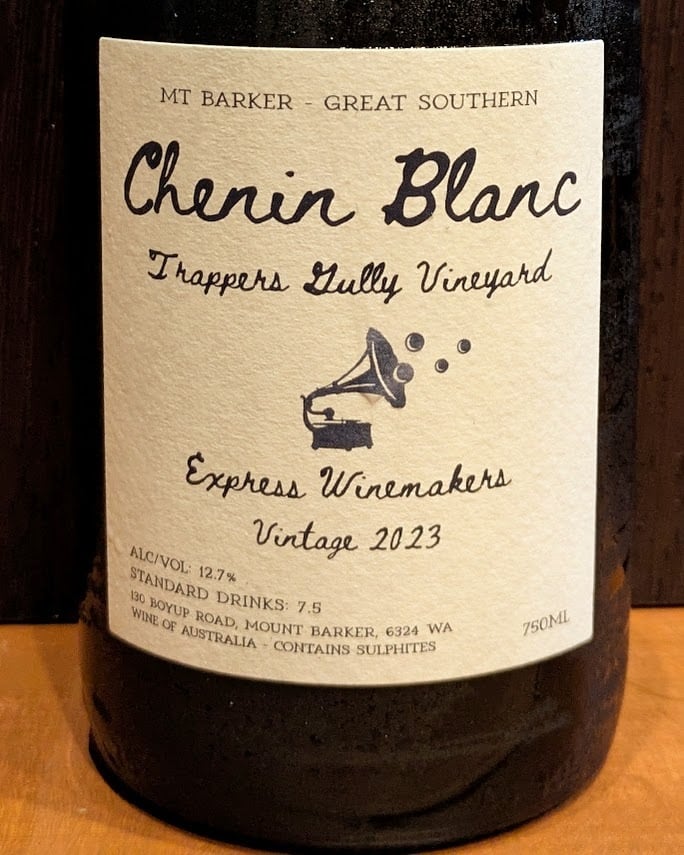 MT BARKER - GREAT SOUTHERN
Chenin Blanc
Trappers Gully Vineyard
Express Winemakers
Vintage 2023
ALC/VOL: 12.7%
STANDARD DRINKS: 7.5
130 BOYUP ROAD, MOUNT BARKER, 6324 WA
WINE OF AUSTRALIA - CONTAINS SULPHITES
750ML